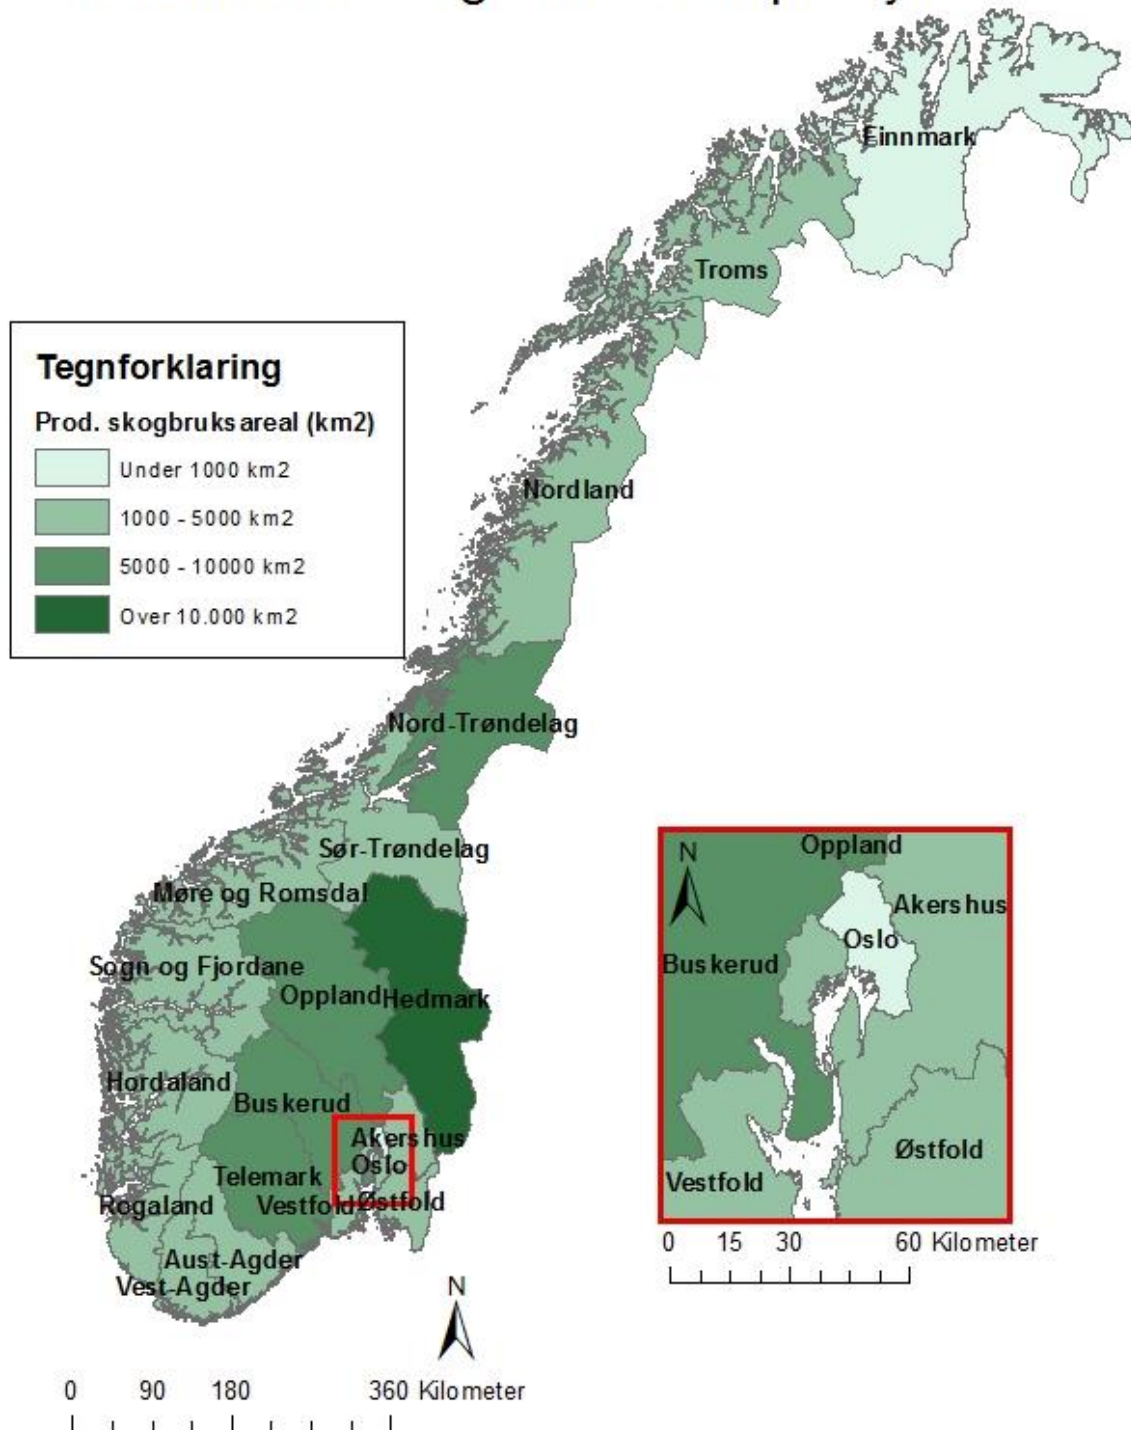 Finnmark
Troms
Tegnforklaring
Prod. skogbruksareal (km2)
Under 1000 km2
1000 - 5000 km2
5000 - 10000 km2
Over 10.000 km2
Nordland
Nord-Trøndelag
Sør-Trøndelag
Møre og Romsdal
Sogn og Fjordane
Oppland
Hedmark
Hordaland
Buskerud
Akershus
Oslo
Telemark
Vestfold
Østfold
Rogaland
Aust-Agder
Vest-Agder
N
0 90 180 360 Kilometer
N
Oppland
Akershus
Oslo
Buskerud
Østfold
Vestfold
0 15 30 60 Kilometer